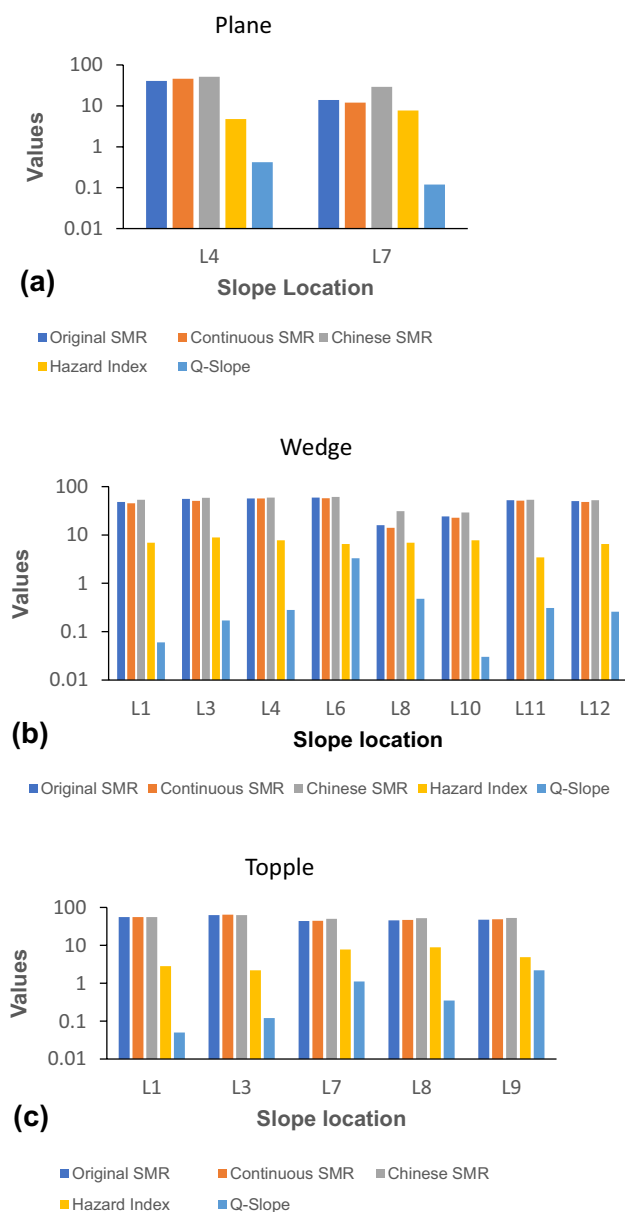 Plane
100
10
1
0.1
0.01
Values
L4 L7
(a)
Slope Location
Original SMR Continuous SMR Chinese SMR
Hazard Index Q-Slope
Wedge
100
10
1
0.1
0.01
Values
L1 L3 L4 L6 L8 L10 L11 L12
(b)
Slope location
Original SMR Continuous SMR Chinese SMR Hazard Index Q-Slope
Topple
100
10
1
0.1
0.01
Values
L1 L3 L7 L8 L9
(c)
Slope location
Original SMR Continuous SMR Chinese SMR
Hazard Index Q-Slope